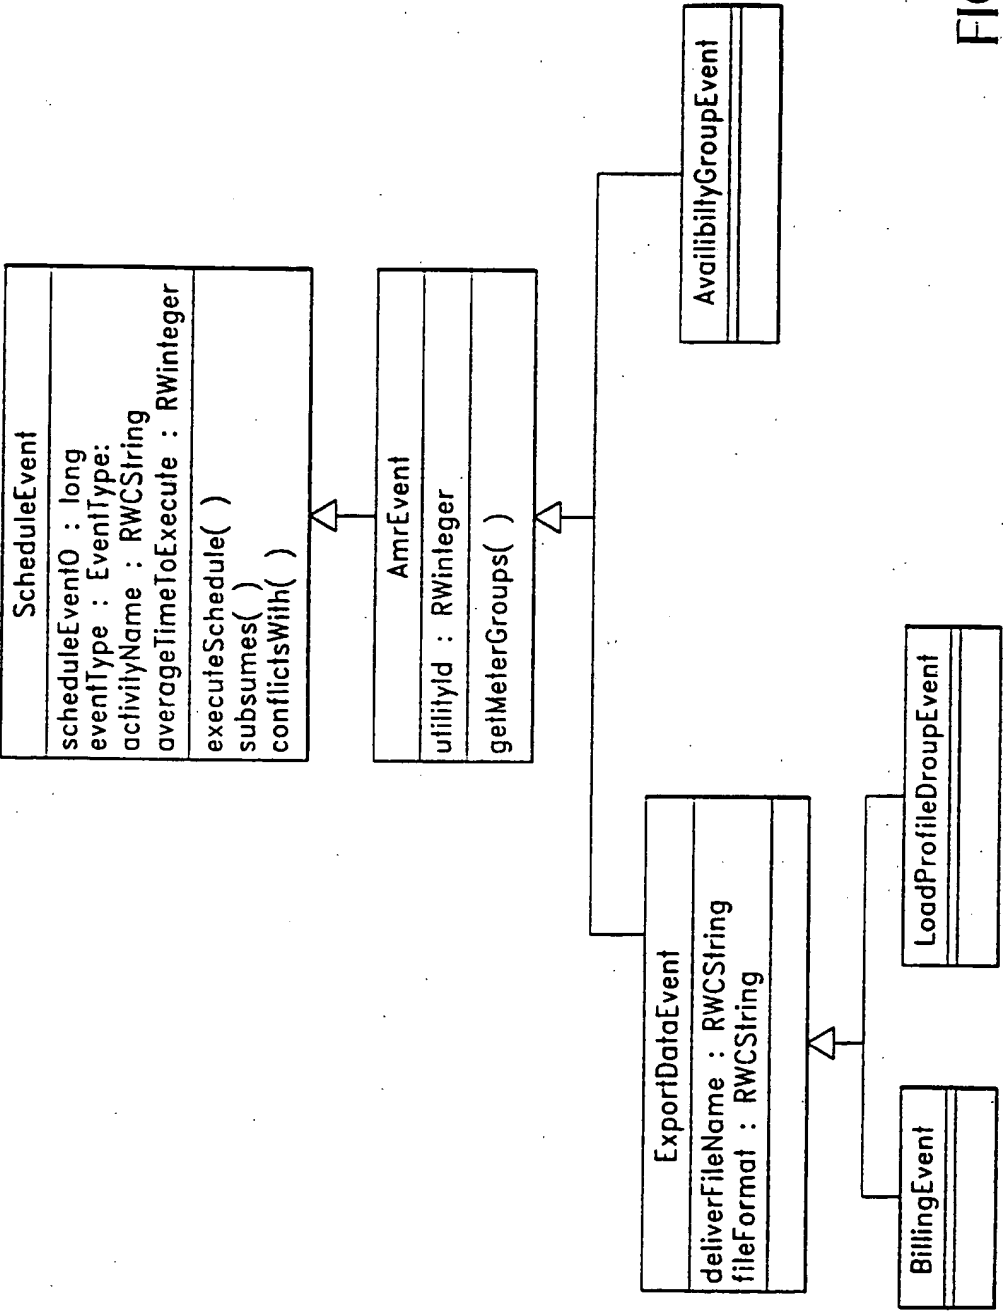 ScheduleEvent
scheduleEventO : long
eventType : EventType:
activityName : RWCString
averageTimeToExecute : RWinteger
executeSchedule( )
subsumes( )
conflictsWith( )
AmrEvent
utilityId : RWinteger
getMeterGroups( )
ExportDataEvent
deliverFileName : RWCString
fileFormat : RWCString
AvailibiltyGroupEvent
BillingEvent
LoadProfileDroupEvent